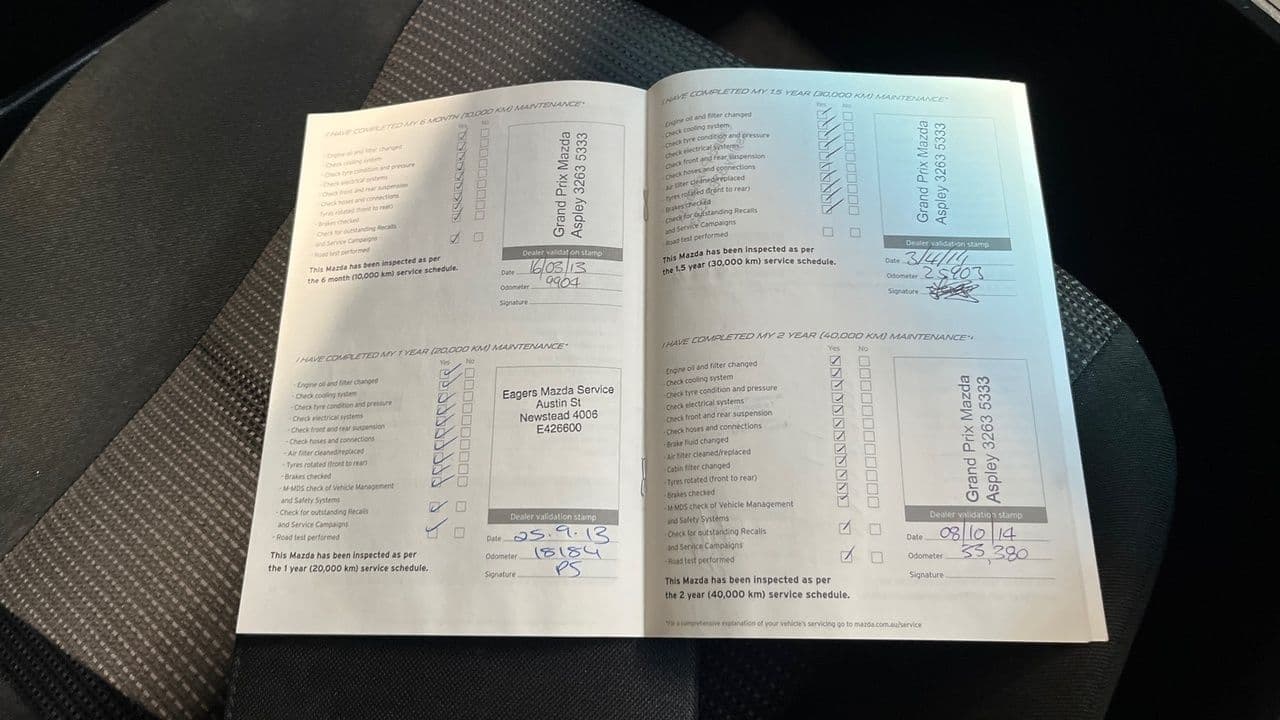 I HAVE COMPLETED MY 6 MONTH (10,000 KM) MAINTENANCE*
Yes No
· Engine oil and filter changed
· Check cooling system
· Check tyre condition and pressure
· Check electrical systems
· Check front and rear suspension
· Check hoses and connections
· Tyres rotated (front to rear)
· Brakes checked
· Check for outstanding Recalls
and Service Campaigns
· Road test performed
This Mazda has been inspected as per
the 6 month (10,000 km) service schedule.
Grand Prix Mazda
Aspley 3263 5333
Dealer validation stamp
Date 16/03/13
Odometer 9904
Signature
I HAVE COMPLETED MY 1 YEAR (20,000 KM) MAINTENANCE*
Yes No
· Engine oil and filter changed
· Check cooling system
· Check tyre condition and pressure
· Check electrical systems
· Check front and rear suspension
· Check hoses and connections
· Air filter cleaned/replaced
· Tyres rotated (front to rear)
· Brakes checked
· M-MDS check of Vehicle Management
and Safety Systems
· Check for outstanding Recalls
and Service Campaigns
· Road test performed
This Mazda has been inspected as per
the 1 year (20,000 km) service schedule.
Eagers Mazda Service
Austin St
Newstead 4006
E426600
Dealer validation stamp
Date 25.9.13
Odometer 18184
Signature PS
I HAVE COMPLETED MY 1.5 YEAR (30,000 KM) MAINTENANCE*
Yes No
· Engine oil and filter changed
· Check cooling system
· Check tyre condition and pressure
· Check electrical systems
· Check front and rear suspension
· Check hoses and connections
· Air filter cleaned/replaced
· Tyres rotated (front to rear)
· Brakes checked
· Check for outstanding Recalls
and Service Campaigns
· Road test performed
This Mazda has been inspected as per
the 1.5 year (30,000 km) service schedule.
Grand Prix Mazda
Aspley 3263 5333
Dealer validation stamp
Date 3/4/14
Odometer 25903
Signature
I HAVE COMPLETED MY 2 YEAR (40,000 KM) MAINTENANCE*
Yes No
· Engine oil and filter changed
· Check cooling system
· Check tyre condition and pressure
· Check electrical systems
· Check front and rear suspension
· Check hoses and connections
· Brake fluid changed
· Air filter cleaned/replaced
· Cabin filter changed
· Tyres rotated (front to rear)
· Brakes checked
· M-MDS check of Vehicle Management
and Safety Systems
· Check for outstanding Recalls
and Service Campaigns
· Road test performed
This Mazda has been inspected as per
the 2 year (40,000 km) service schedule.
Grand Prix Mazda
Aspley 3263 5333
Dealer validation stamp
Date 08/10/14
Odometer 33,380
Signature
*For a comprehensive explanation of your vehicle's servicing go to mazda.com.au/service